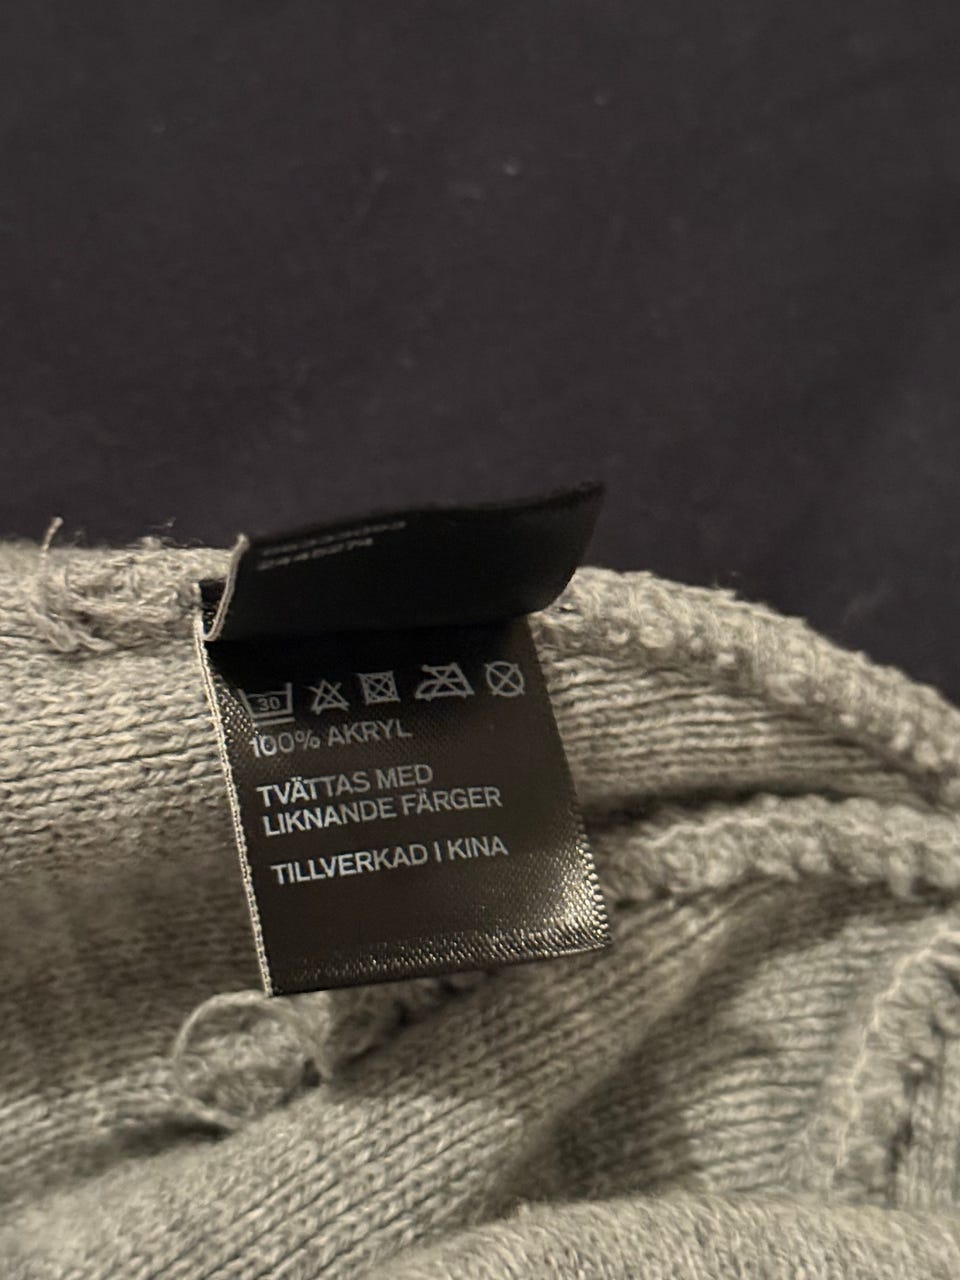 30
100% AKRYL
TVÄTTAS MED
LIKNANDE FÄRGER
TILLVERKAD I KINA